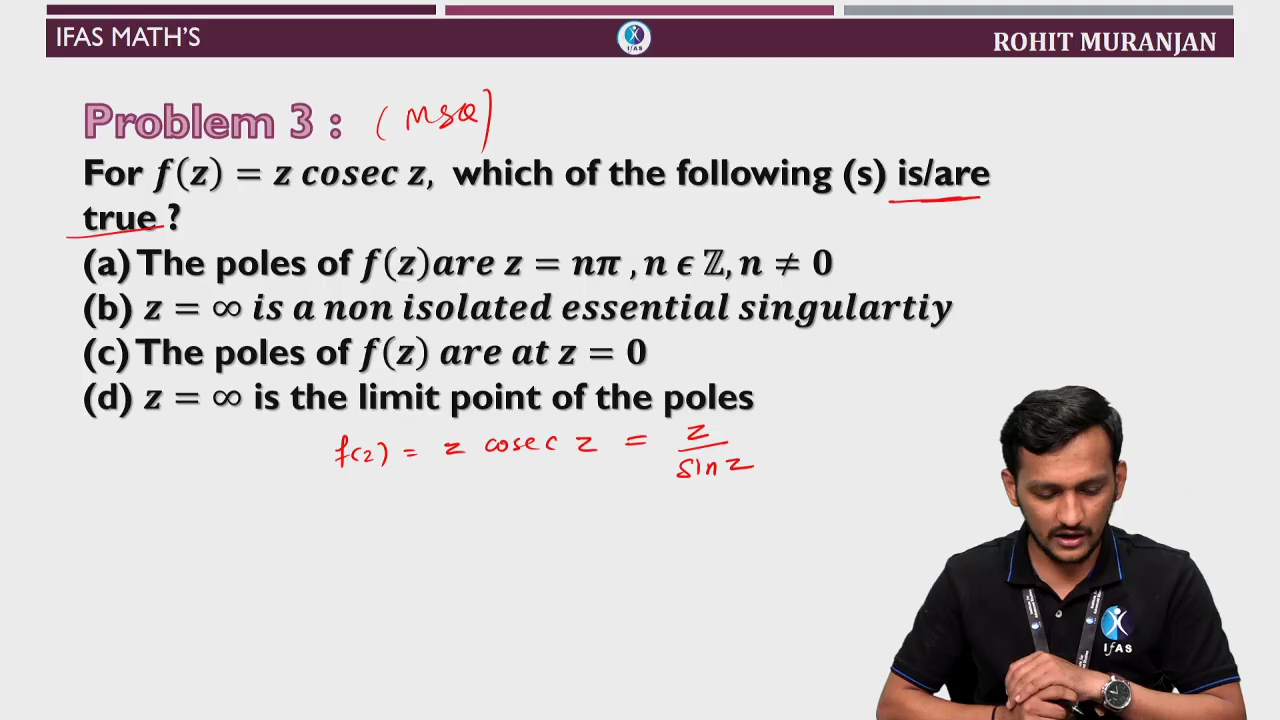 IFAS MATH'S
IFAS
ROHIT MURANJAN
Problem 3 : (MSQ)
For f(z) = z cosec z, which of the following (s) is/are
true ?
(a) The poles of f(z)are z = nπ , n ϵ ℤ, n ≠ 0
(b) z = ∞ is a non isolated essential singulartiy
(c) The poles of f(z) are at z = 0
(d) z = ∞ is the limit point of the poles
f(z) = z cosec z = z / sin z
IfAS